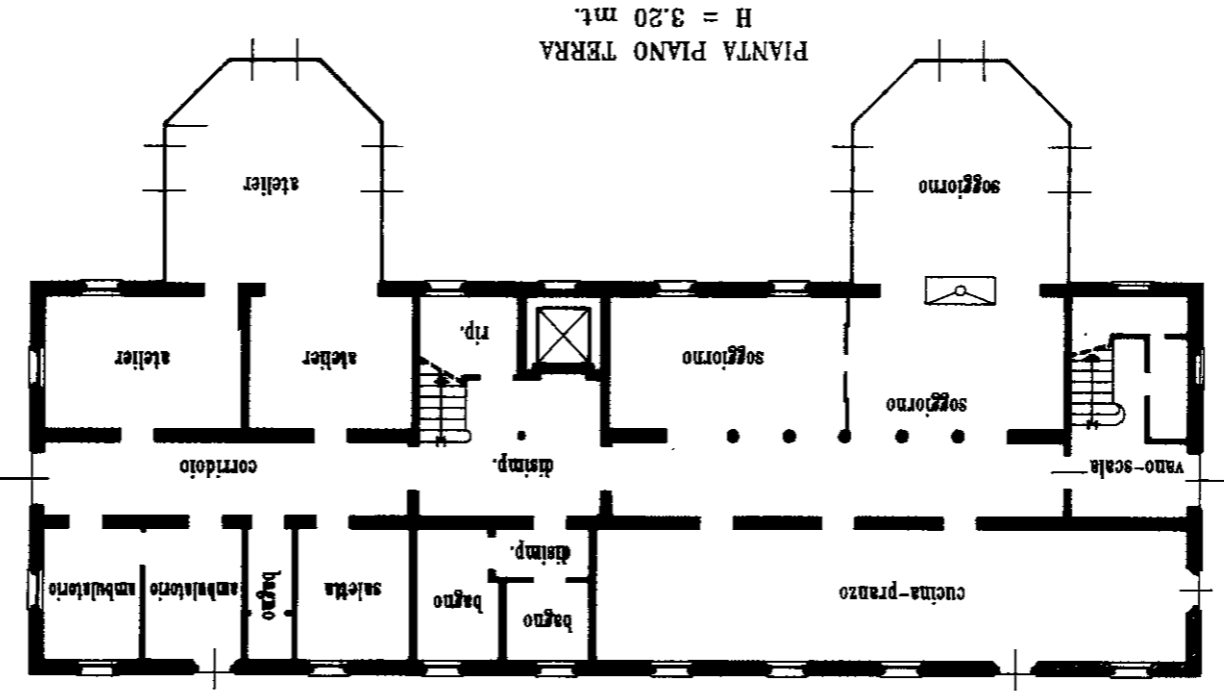 cucina-pranzo
bagno
bagno
saletta
bagno
ambulatorio
ambulatorio
disimp.
vano-scala
disimp.
corridoio
soggiorno
soggiorno
atelier
atelier
rip.
soggiorno
atelier
PIANTA PIANO TERRA
H = 3.20 mt.